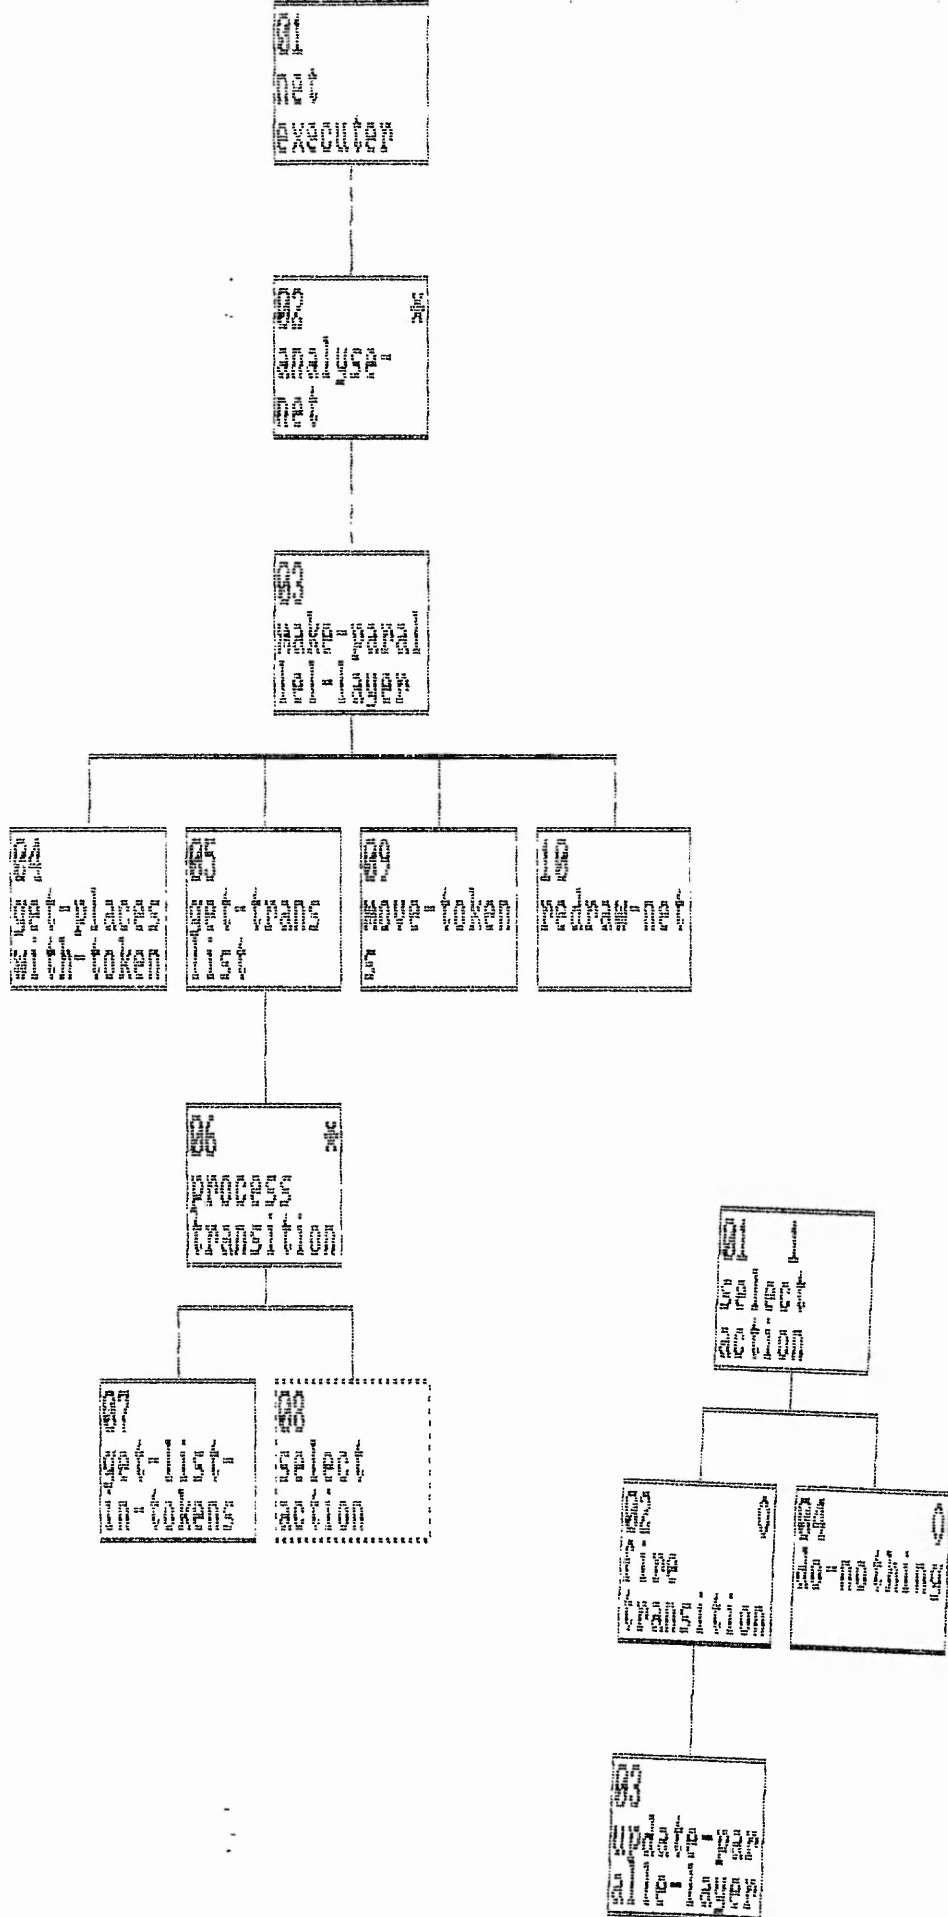 01
net
executer
02 *
analyse-
net
03
make-paral
lel-layer
04
get-places
with-token
05
get-trans
list
09
move-token
s
10
redraw-net
06 *
process
transition
07
get-list-
in-tokens
08
select
action
01 1
select
action
02 0
fire
transition
04 0
do-nothing
03
update-par
alle-layer